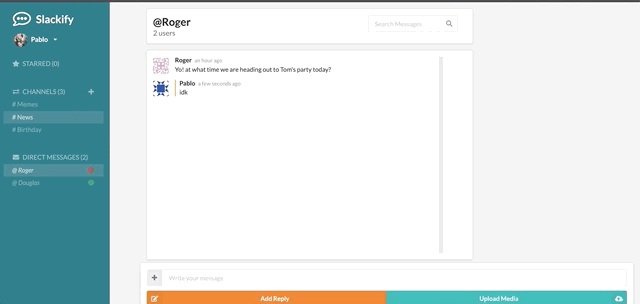 Slackify
Pablo
STARRED (0)
CHANNELS (3) +
# Memes
# News
# Birthday
DIRECT MESSAGES (2)
@ Roger
@ Douglas
@Roger
2 users
Search Messages
Roger an hour ago
Yo! at what time we are heading out to Tom's party today?
Pablo a few seconds ago
idk
+ Write your message
Add Reply
Upload Media